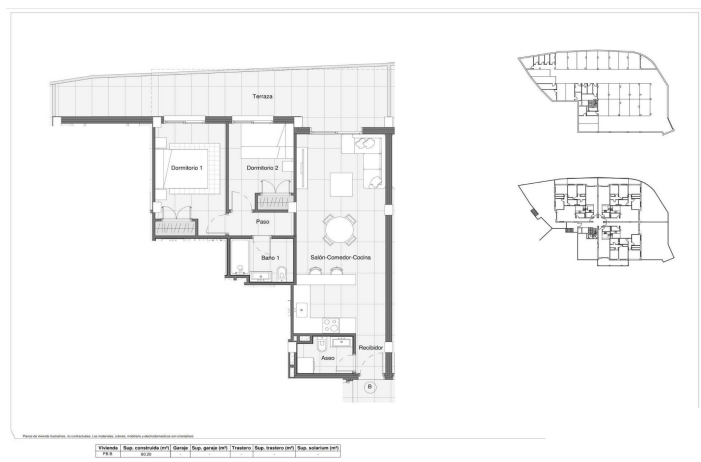 Terraza
Dormitorio 1
Dormitorio 2
Paso
Baño 1
Salón-Comedor-Cocina
Aseo
Recibidor
B
Vivienda Sup. construida (m²) Garaje Sup. garaje (m²) Trastero Sup. trastero (m²) Sup. solarium (m²)